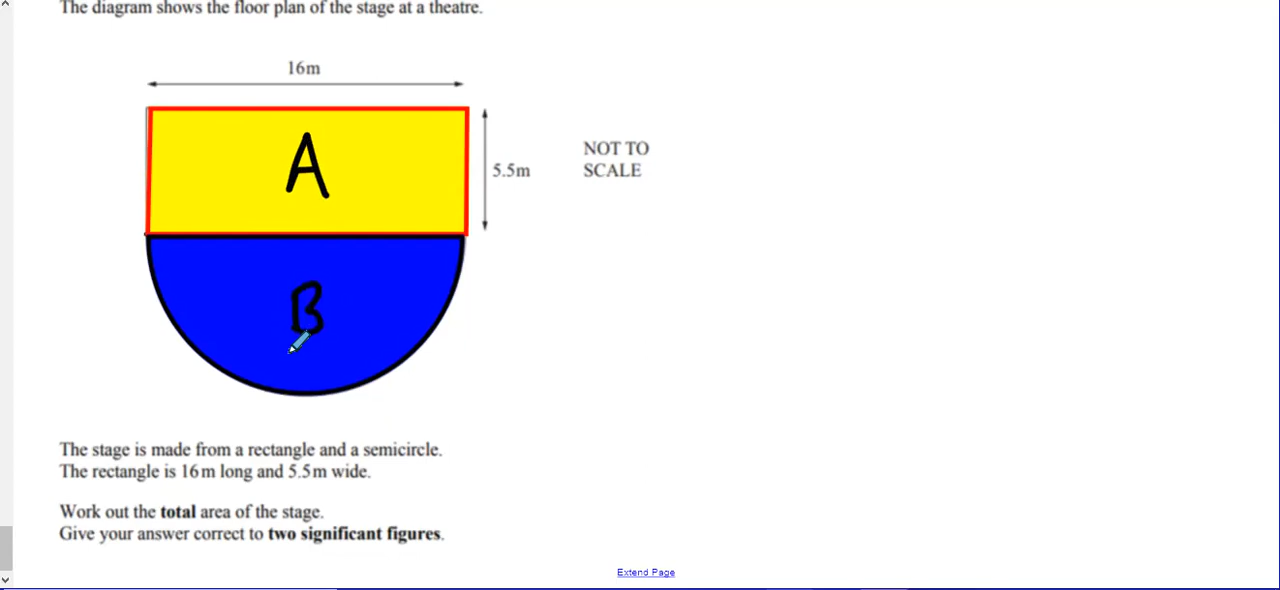 The diagram shows the floor plan of the stage at a theatre.
16m
A
5.5m
NOT TO
SCALE
B
The stage is made from a rectangle and a semicircle.
The rectangle is 16m long and 5.5m wide.
Work out the total area of the stage.
Give your answer correct to two significant figures.
Extend Page